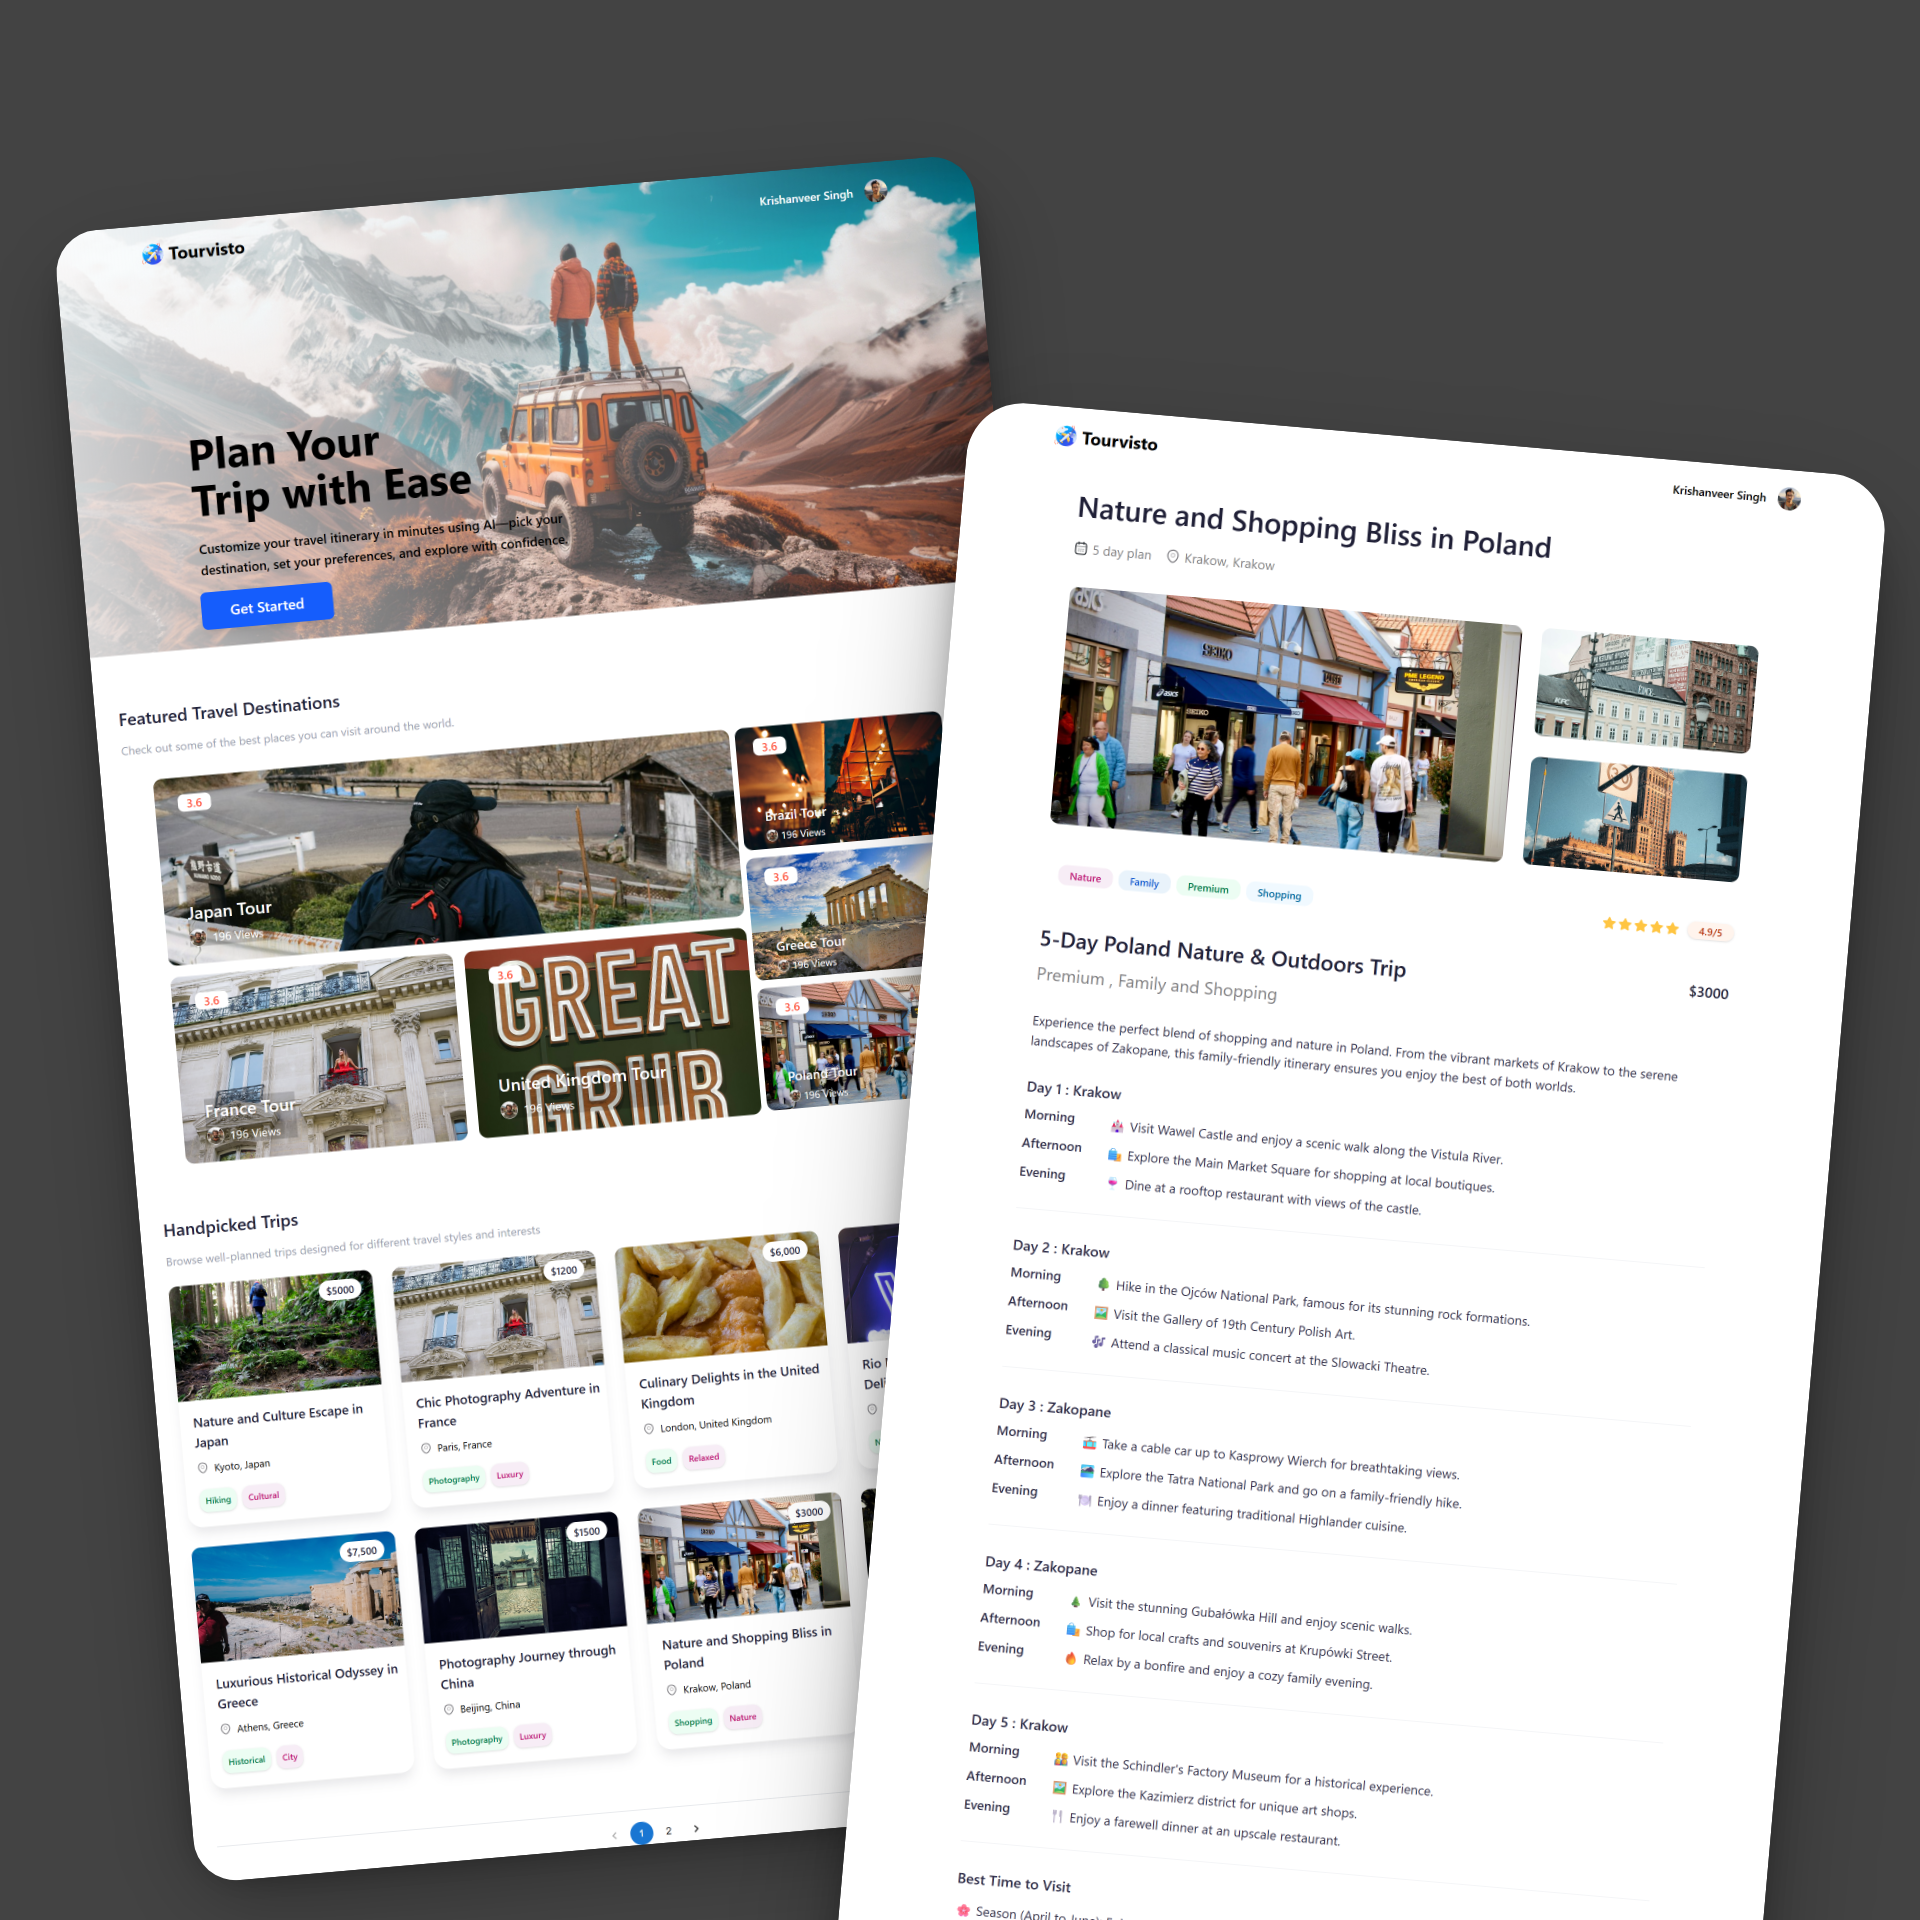 Tourvisto
Krishanveer Singh
Plan Your
Trip with Ease
Customize your travel itinerary in minutes using AI—pick your
destination, set your preferences, and explore with confidence.
Get Started
Featured Travel Destinations
Check out some of the best places you can visit around the world.
3.6
Japan Tour
196 Views
3.6
Brazil Tour
196 Views
3.6
Greece Tour
196 Views
3.6
France Tour
196 Views
3.6
GREAT
GRUB
United Kingdom Tour
196 Views
3.6
Poland Tour
196 Views
Handpicked Trips
Browse well-planned trips designed for different travel styles and interests
$5000
Nature and Culture Escape in
Japan
Kyoto, Japan
Hiking
Cultural
$1200
Chic Photography Adventure in
France
Paris, France
Photography
Luxury
$6,000
Culinary Delights in the United
Kingdom
London, United Kingdom
Food
Relaxed
Rio
$7,500
Luxurious Historical Odyssey in
Greece
Athens, Greece
Historical
City
$1500
Photography Journey through
China
Beijing, China
Photography
Luxury
$3000
Nature and Shopping Bliss in
Poland
Krakow, Poland
Shopping
Nature
1
2
Tourvisto
Krishanveer Singh
Nature and Shopping Bliss in Poland
5 day plan
Krakow, Krakow
asics
SEIKO
asics
SEIKO
PME LEGEND
KFC
Nature
Family
Premium
Shopping
4.9/5
5-Day Poland Nature & Outdoors Trip
Premium , Family and Shopping
$3000
Experience the perfect blend of shopping and nature in Poland. From the vibrant markets of Krakow to the serene
landscapes of Zakopane, this family-friendly itinerary ensures you enjoy the best of both worlds.
Day 1 : Krakow
Morning
🏰 Visit Wawel Castle and enjoy a scenic walk along the Vistula River.
Afternoon
🛍️ Explore the Main Market Square for shopping at local boutiques.
Evening
🍷 Dine at a rooftop restaurant with views of the castle.
Day 2 : Krakow
Morning
🌳 Hike in the Ojców National Park, famous for its stunning rock formations.
Afternoon
🖼️ Visit the Gallery of 19th Century Polish Art.
Evening
🎶 Attend a classical music concert at the Slowacki Theatre.
Day 3 : Zakopane
Morning
🚠 Take a cable car up to Kasprowy Wierch for breathtaking views.
Afternoon
🏞️ Explore the Tatra National Park and go on a family-friendly hike.
Evening
🍽️ Enjoy a dinner featuring traditional Highlander cuisine.
Day 4 : Zakopane
Morning
🌲 Visit the stunning Gubałówka Hill and enjoy scenic walks.
Afternoon
🛍️ Shop for local crafts and souvenirs at Krupówki Street.
Evening
🔥 Relax by a bonfire and enjoy a cozy family evening.
Day 5 : Krakow
Morning
Visit the Schindler's Factory Museum for a historical experience.
Afternoon
🖼️ Explore the Kazimierz district for unique art shops.
Evening
🍴 Enjoy a farewell dinner at an upscale restaurant.
Best Time to Visit
🌸 Season (April to June):